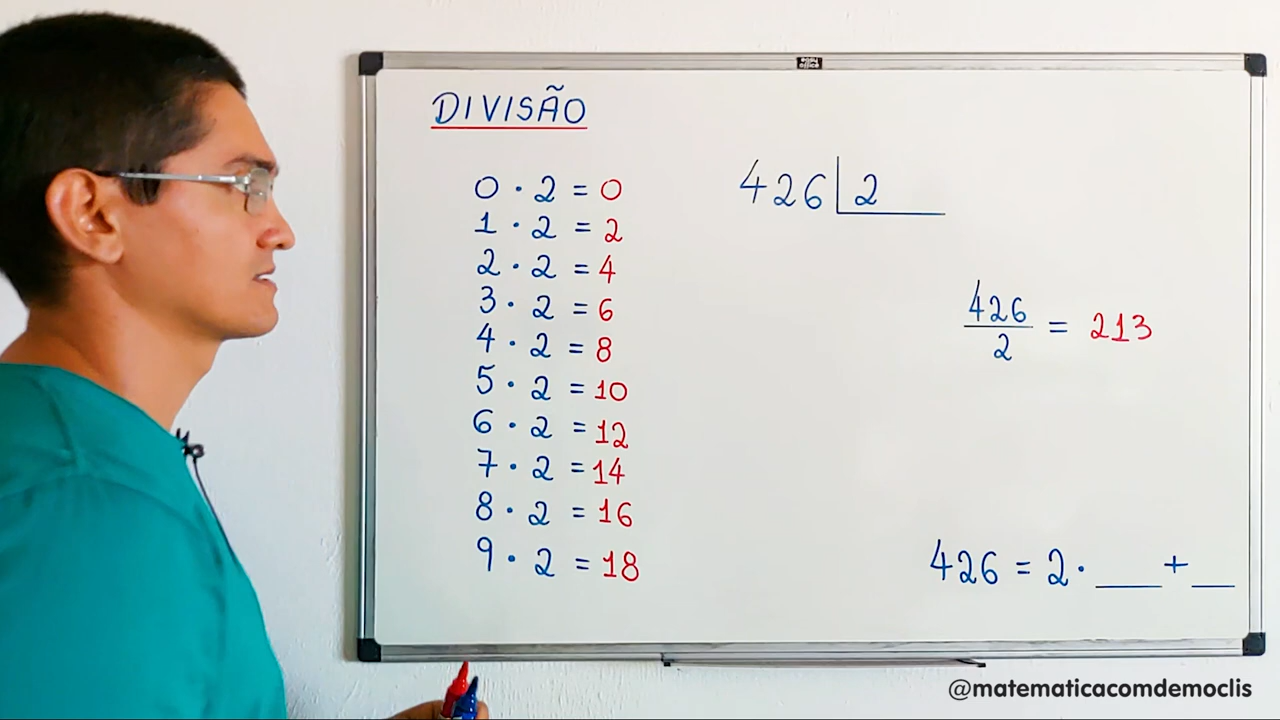 DIVISÃO
0 · 2 = 0
1 · 2 = 2
2 · 2 = 4
3 · 2 = 6
4 · 2 = 8
5 · 2 = 10
6 · 2 = 12
7 · 2 = 14
8 · 2 = 16
9 · 2 = 18
426 2
426
2
= 213
426 = 2 · ___ + __
@matematicacomdemoclis